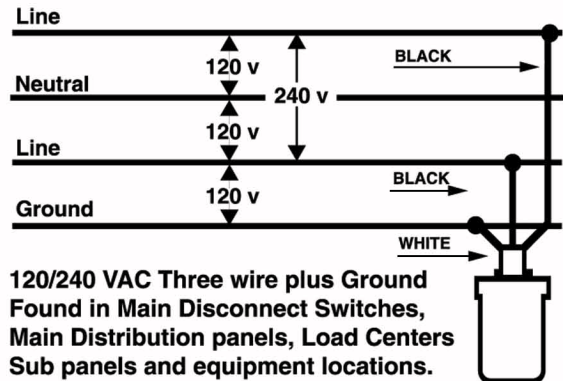 Line
BLACK
120 v
Neutral
240 v
120 v
Line
BLACK
120 v
Ground
WHITE
120/240 VAC Three wire plus Ground
Found in Main Disconnect Switches,
Main Distribution panels, Load Centers
Sub panels and equipment locations.